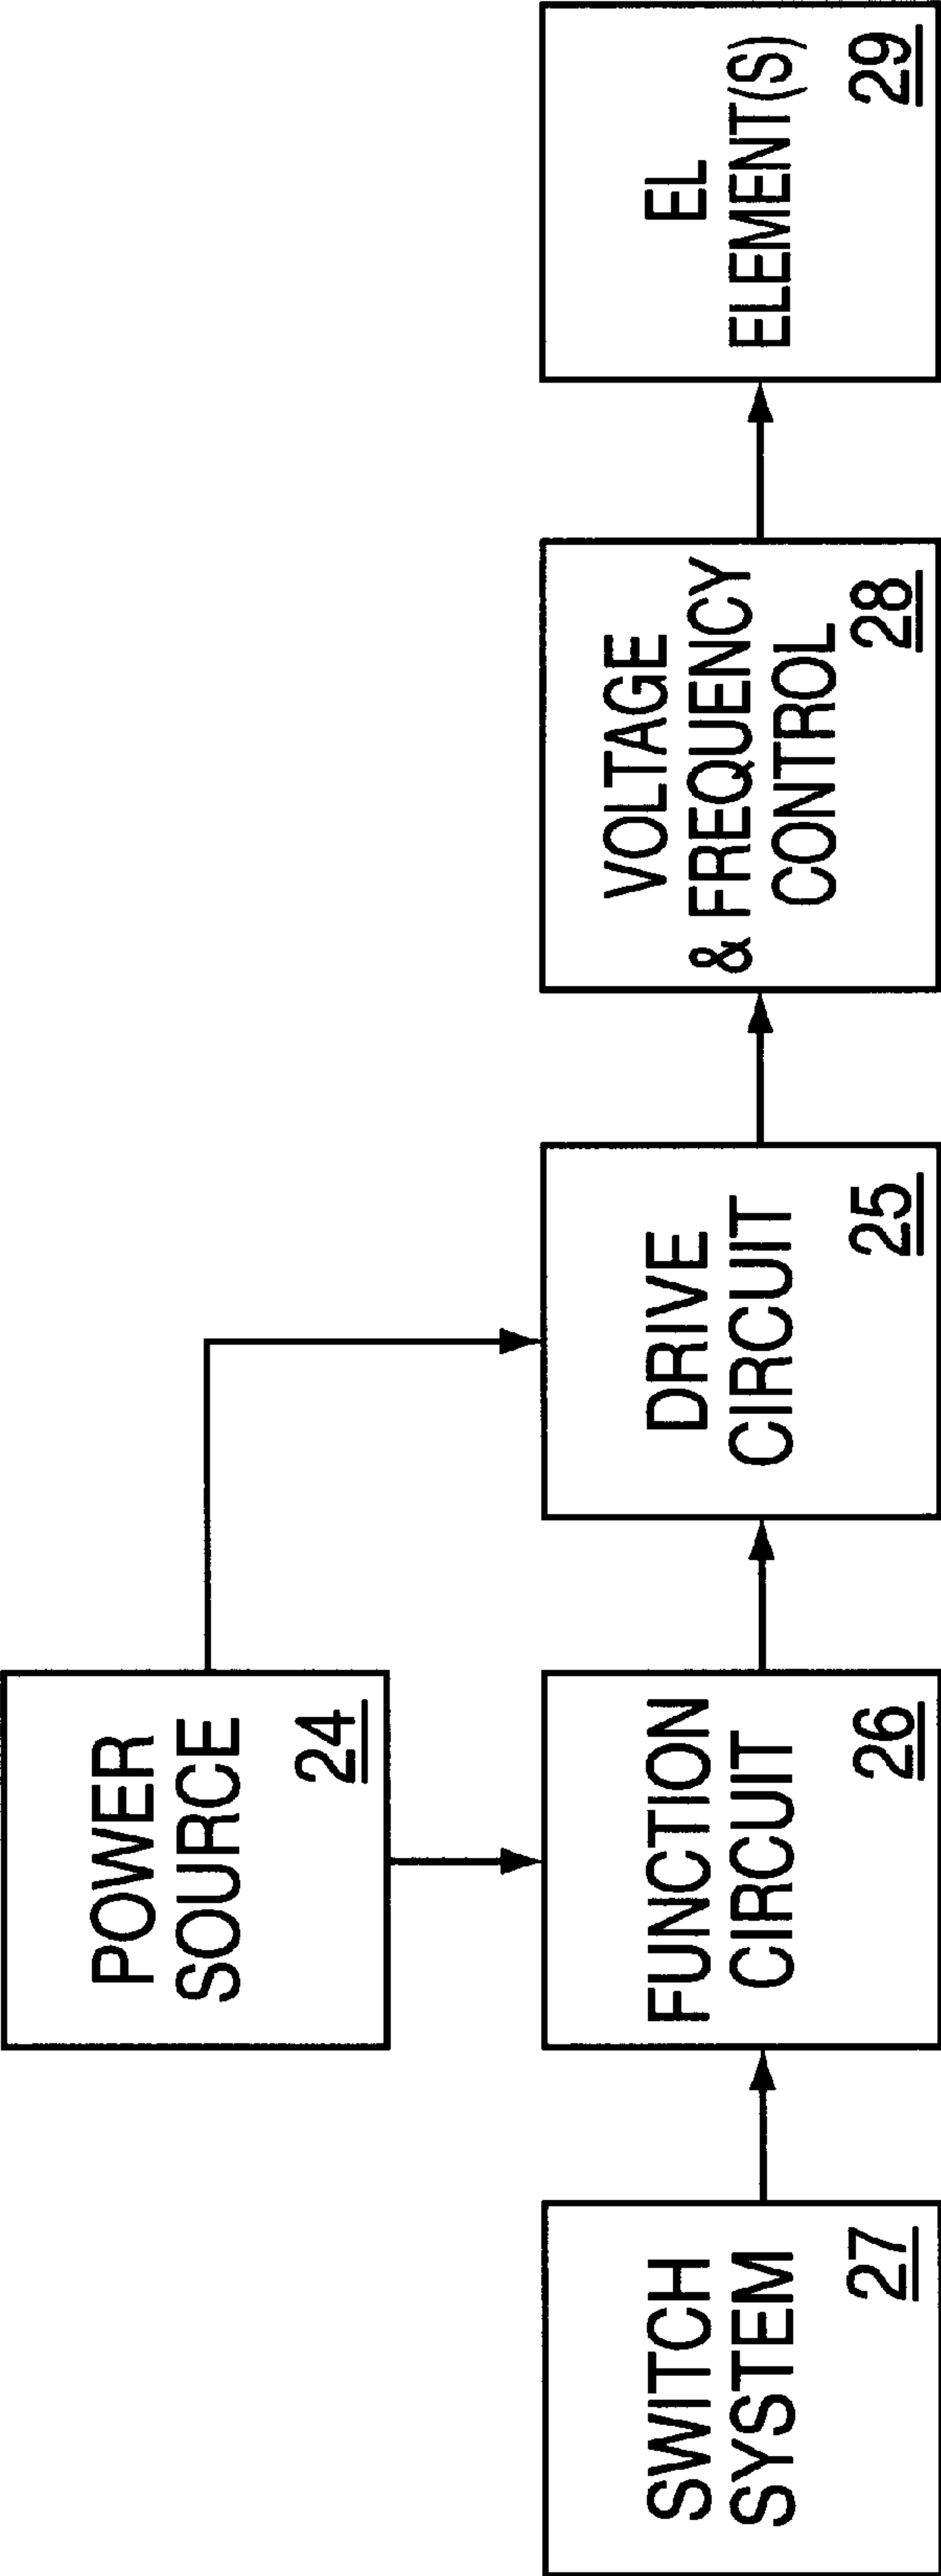 POWER
SOURCE
24
SWITCH
SYSTEM
27
FUNCTION
CIRCUIT
26
DRIVE
CIRCUIT
25
VOLTAGE
& FREQUENCY
CONTROL
28
EL
ELEMENT(S)
29